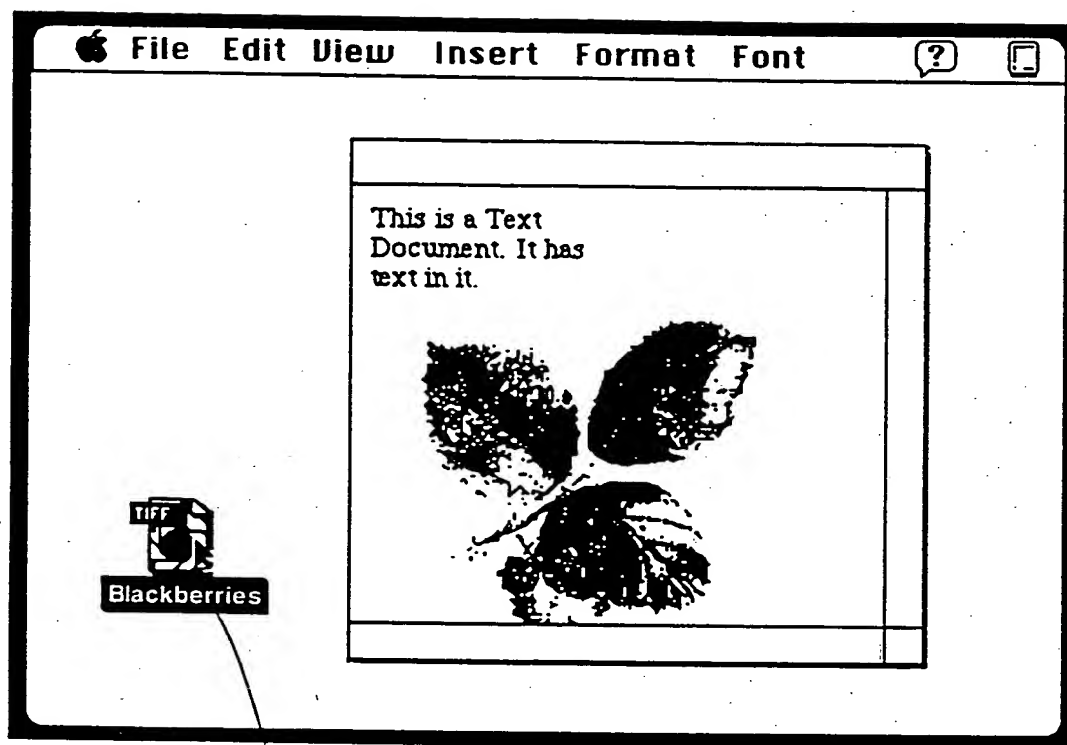 File Edit View Insert Format Font ?
This is a Text
Document. It has
text in it.
TIFF
Blackberries